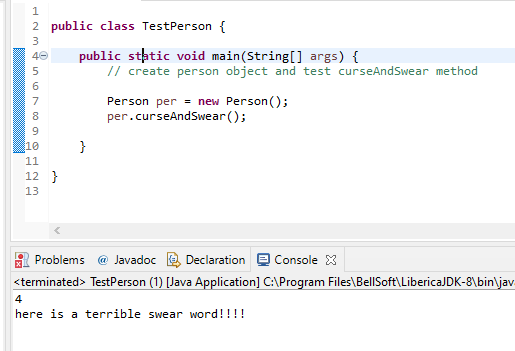 1
2 public class TestPerson {
3
4 public static void main(String[] args) {
5 // create person object and test curseAndSwear method
6
7 Person per = new Person();
8 per.curseAndSwear();
9
10 }
11
12 }
13
Problems @ Javadoc Declaration Console
<terminated> TestPerson (1) [Java Application] C:\Program Files\BellSoft\LibericaJDK-8\bin\jav
4
here is a terrible swear word!!!!